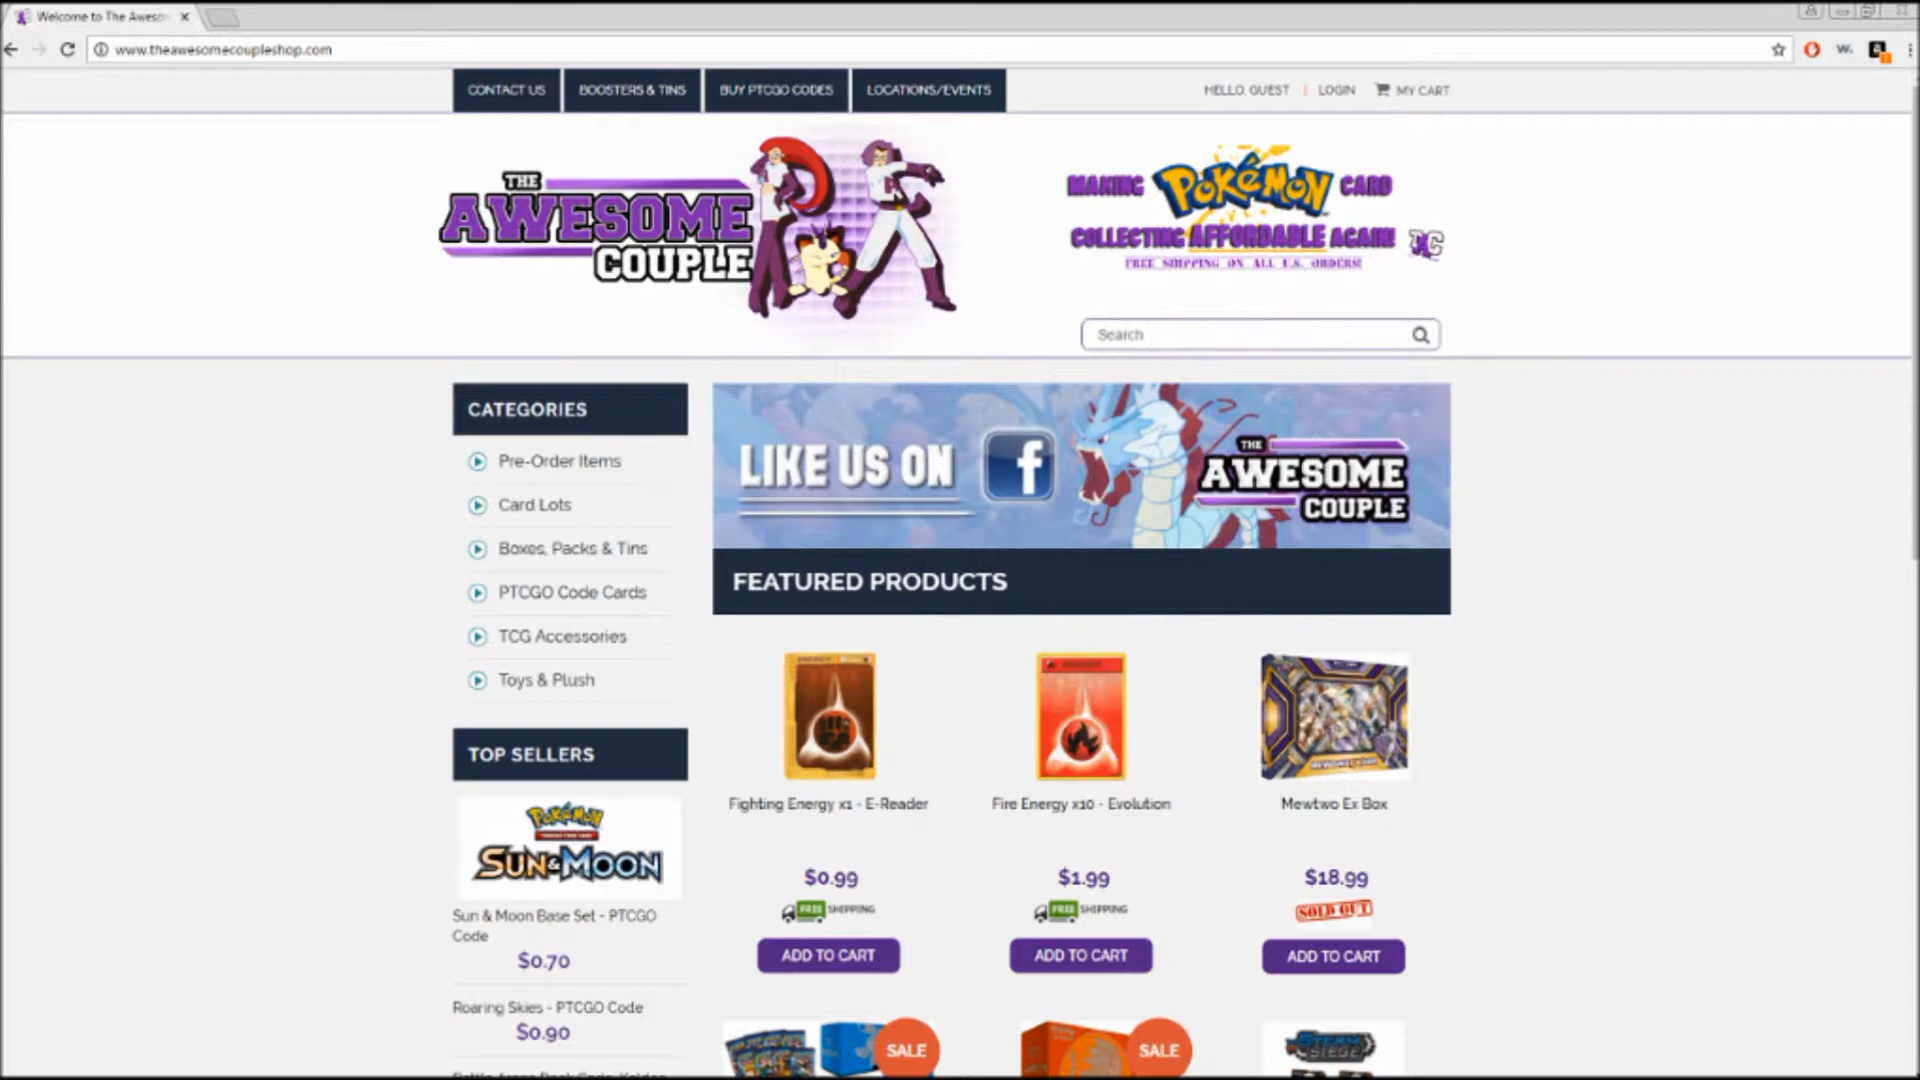 Welcome to The Aweso
www.theawesomecoupleshop.com
CONTACT US
BOOSTERS & TINS
BUY PTCGO CODES
LOCATIONS/EVENTS
HELLO, GUEST | LOGIN MY CART
THE
AWESOME
COUPLE
MAKING POKéMON CARD
COLLECTING AFFORDABLE AGAIN!
FREE SHIPPING ON ALL U.S. ORDERS!
Search
CATEGORIES
Pre-Order Items
Card Lots
Boxes, Packs & Tins
PTCGO Code Cards
TCG Accessories
Toys & Plush
LIKE US ON f
THE
AWESOME
COUPLE
FEATURED PRODUCTS
ENERGY
Fighting Energy x1 - E-Reader
$0.99
FREE SHIPPING
ADD TO CART
Fire Energy x10 - Evolution
$1.99
FREE SHIPPING
ADD TO CART
Mewtwo Ex Box
$18.99
SOLD OUT
ADD TO CART
TOP SELLERS
POKéMON
SUN & MOON
Sun & Moon Base Set - PTCGO
Code
$0.70
Roaring Skies - PTCGO Code
$0.90
SALE
SALE
STEAM
SIEGE